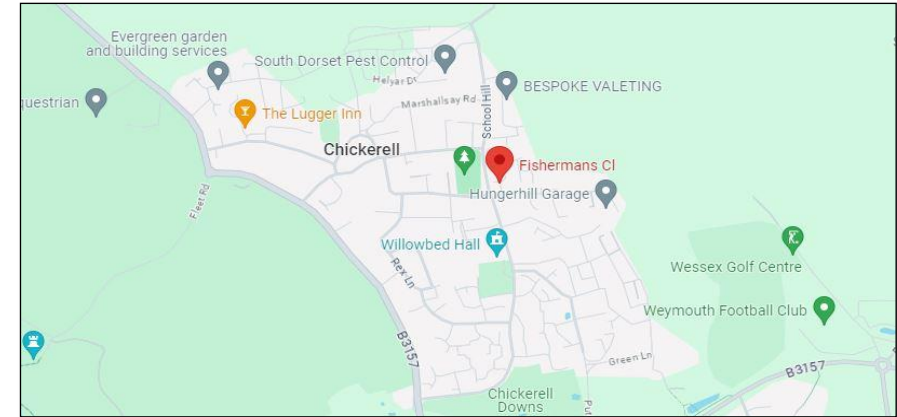 Evergreen garden
and building services
South Dorset Pest Control
Helyar Dr
BESPOKE VALETING
questrian
Marshallsay Rd
The Lugger Inn
School Hill
Chickerell
Fishermans Cl
Hungerhill Garage
Fleet Rd
Willowbed Hall
Rex Ln
Wessex Golf Centre
Weymouth Football Club
B3157
Green Ln
B3157
Chickerell
Downs
Put